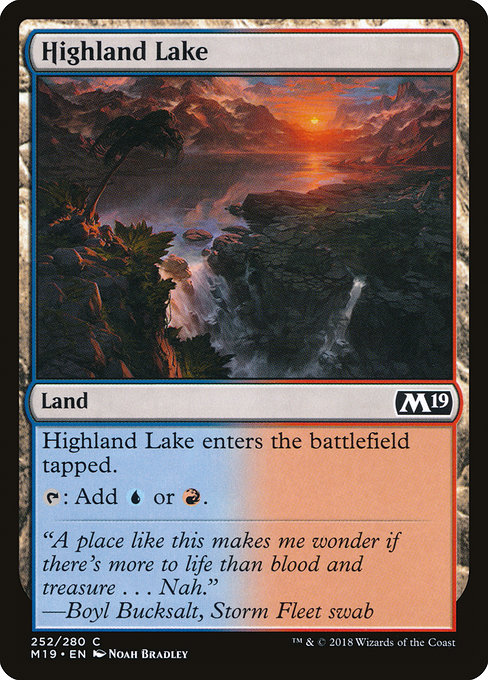 Highland Lake
Land
M19
Highland Lake enters the battlefield
tapped.
: Add or .
“A place like this makes me wonder if
there’s more to life than blood and
treasure . . . Nah.”
—Boyl Bucksalt, Storm Fleet swab
252/280 C
M19 • EN Noah Bradley
™ & © 2018 Wizards of the Coast